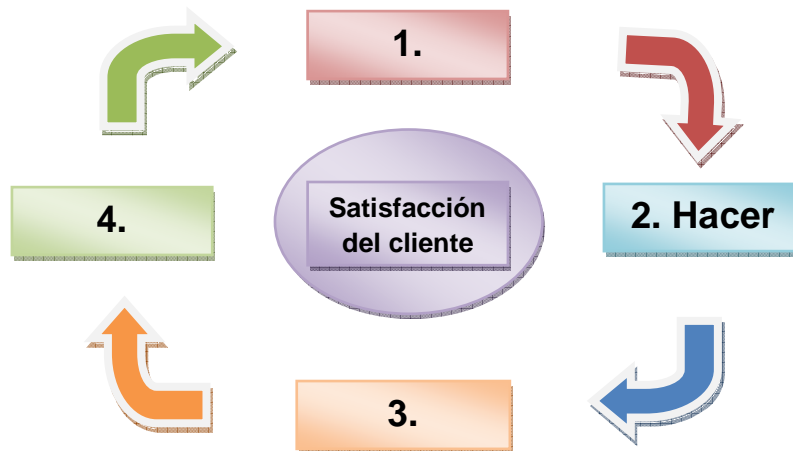 1.
2. Hacer
3.
4.
Satisfacción
del cliente